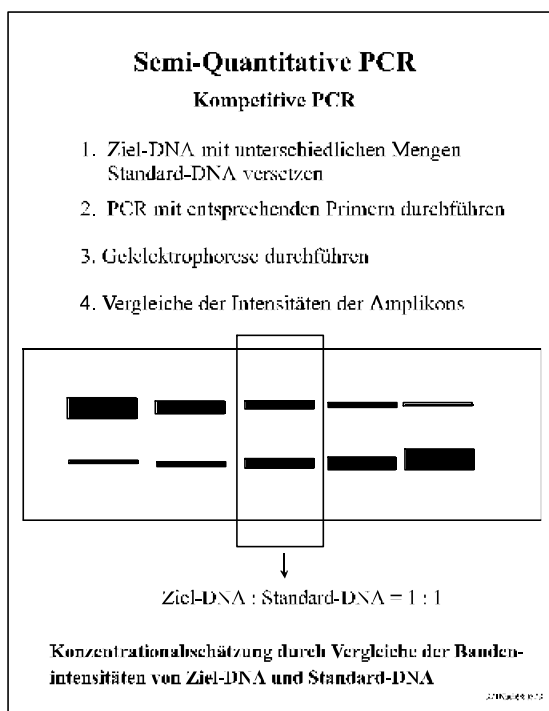 Semi-Quantitative PCR
Kompetitive PCR
1. Ziel-DNA mit unterschiedlichen Mengen
Standard-DNA versetzen
2. PCR mit entsprechenden Primern durchführen
3. Gelelektrophorese durchführen
4. Vergleiche der Intensitäten der Amplikons
Ziel-DNA : Standard-DNA = 1 : 1
Konzentrationabschätzung durch Vergleiche der Banden-
intensitäten von Ziel-DNA und Standard-DNA